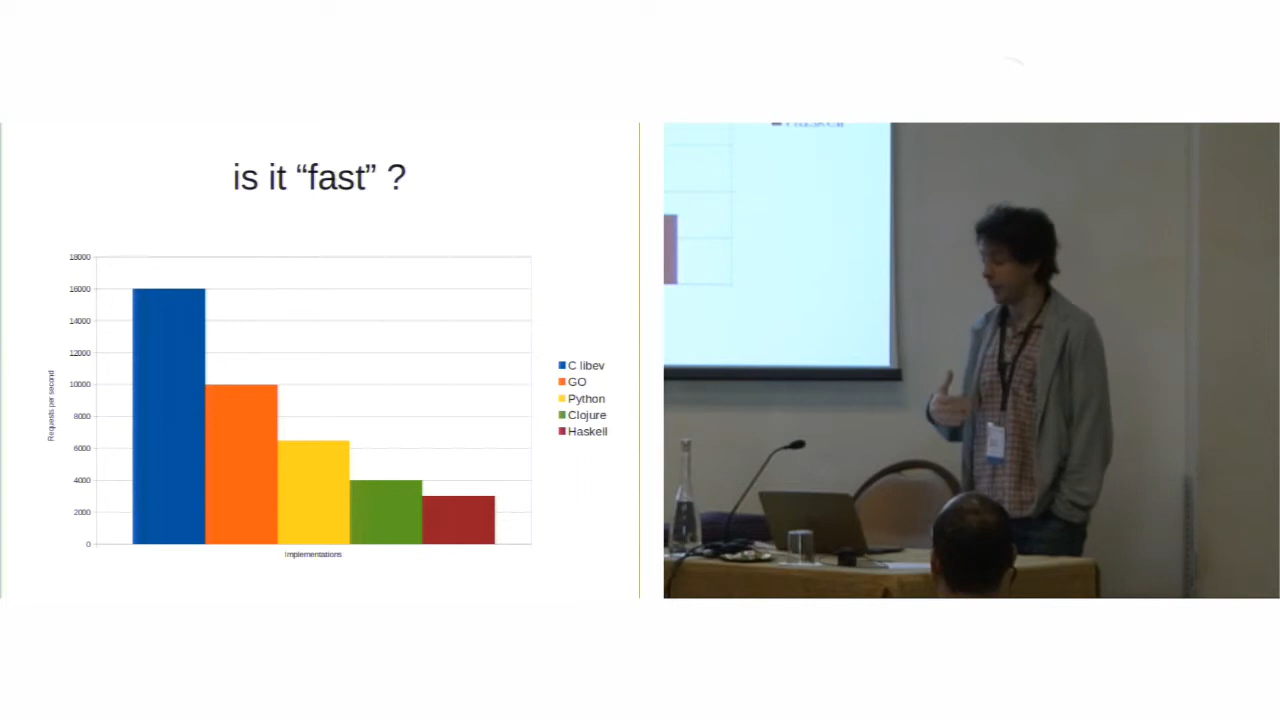 is it “fast” ?
18000
16000
14000
12000
10000
8000
6000
4000
2000
0
Requests per second
Implementations
C libev
GO
Python
Clojure
Haskell
Haskell